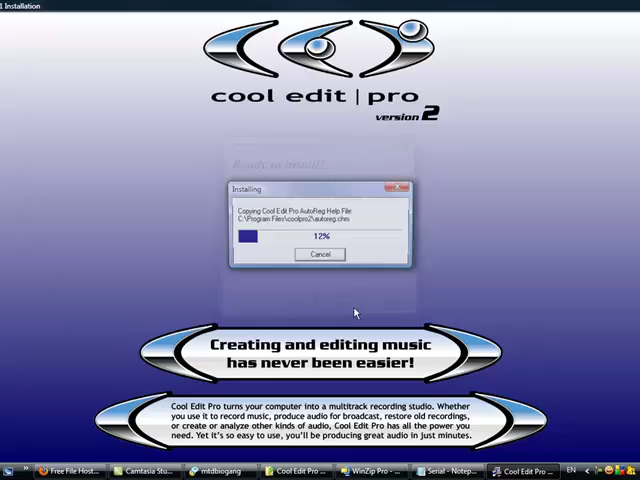 1 Installation
cool edit | pro
version 2
Ready to install!
Installing
Copying Cool Edit Pro AutoReg Help File:
C:\Program Files\coolpro2\autoreg.chm
12%
Cancel
Creating and editing music
has never been easier!
Cool Edit Pro turns your computer into a multitrack recording studio. Whether
you use it to record music, produce audio for broadcast, restore old recordings,
or create or analyze other kinds of audio, Cool Edit Pro has all the power you
need. Yet it's so easy to use, you'll be producing great audio in just minutes.
» Free File Host... Camtasia Stu... mtdbiogang Cool Edit Pro ... WinZip Pro - ... Serial - Notep... Cool Edit Pro ... EN